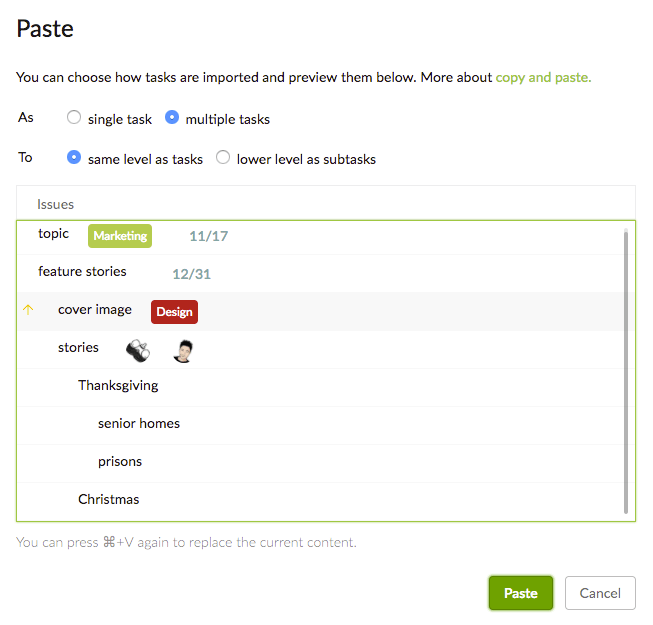 Paste
You can choose how tasks are imported and preview them below. More about copy and paste.
As single task multiple tasks
To same level as tasks lower level as subtasks
Issues
topic Marketing 11/17
feature stories 12/31
cover image Design
stories
Thanksgiving
senior homes
prisons
Christmas
You can press ⌘+V again to replace the current content.
Paste Cancel